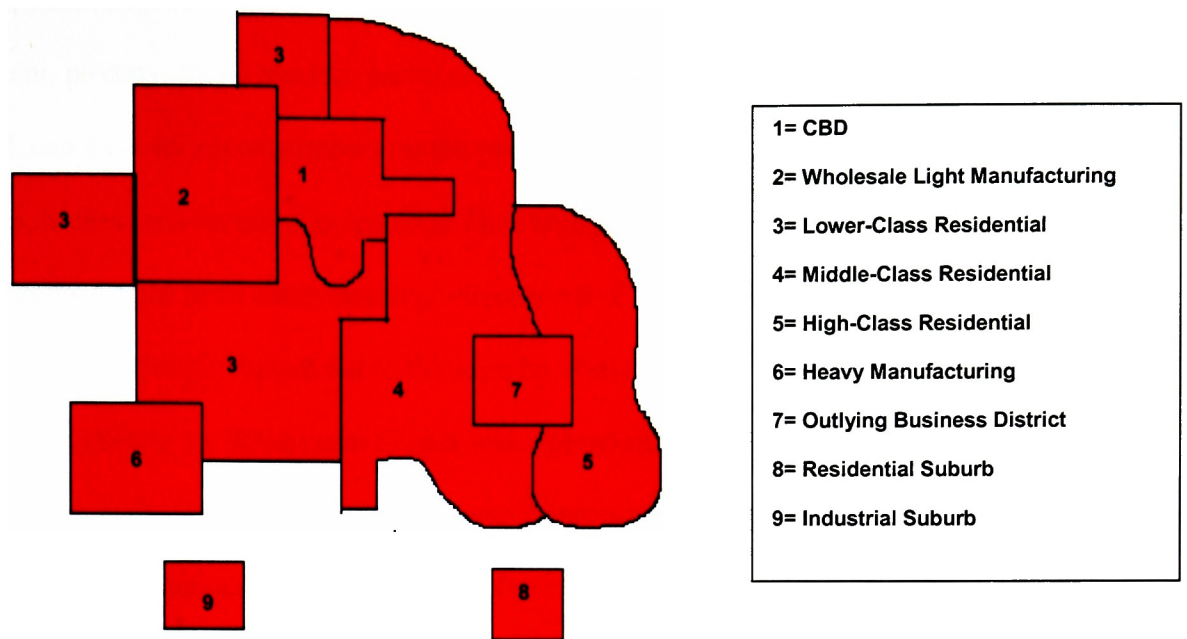 3
1
2
3
3
4
7
6
5
9
8
1= CBD
2= Wholesale Light Manufacturing
3= Lower-Class Residential
4= Middle-Class Residential
5= High-Class Residential
6= Heavy Manufacturing
7= Outlying Business District
8= Residential Suburb
9= Industrial Suburb